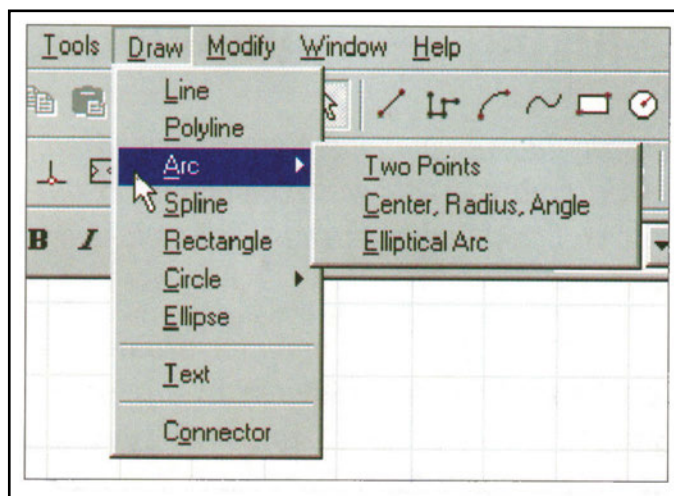 Tools Draw Modify Window Help
Line
Polyline
Arc
Spline
Rectangle
Circle
Ellipse
Text
Connector
Two Points
Center, Radius, Angle
Elliptical Arc
B I